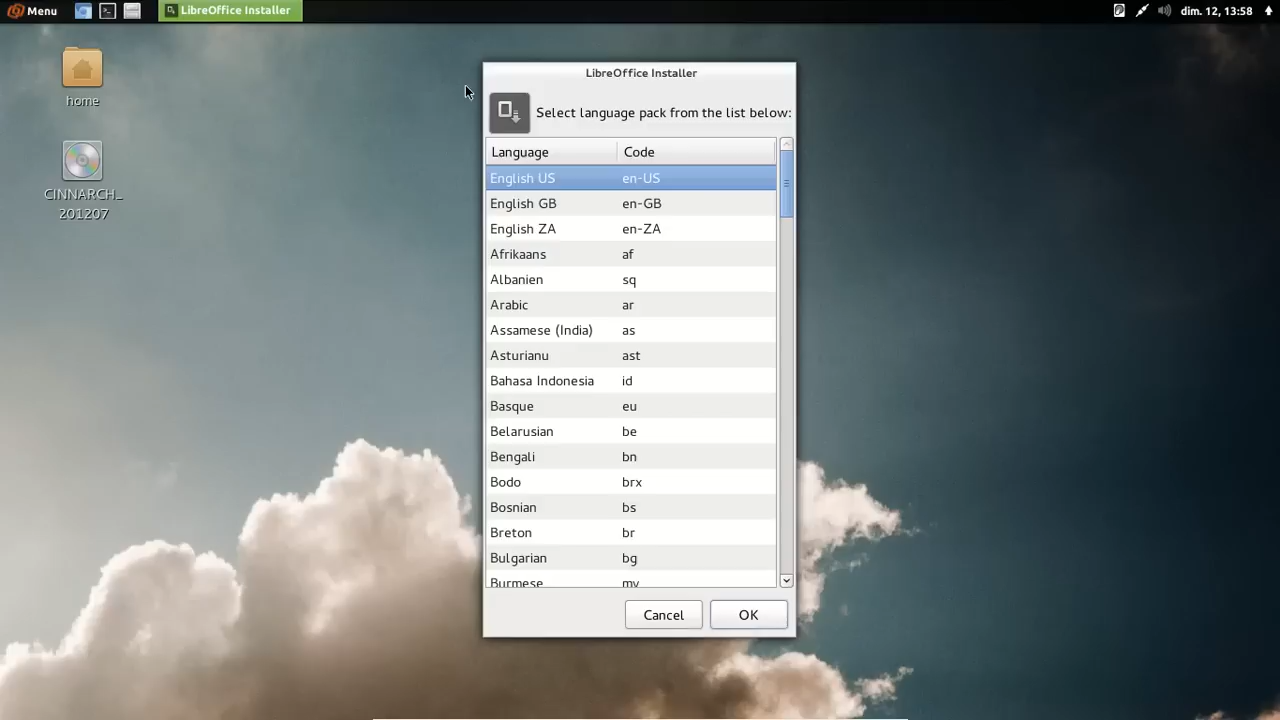 Menu
LibreOffice Installer
dim. 12, 13:58
home
CINNARCH_
201207
LibreOffice Installer
Select language pack from the list below:
Language Code
English US en-US
English GB en-GB
English ZA en-ZA
Afrikaans af
Albanien sq
Arabic ar
Assamese (India) as
Asturianu ast
Bahasa Indonesia id
Basque eu
Belarusian be
Bengali bn
Bodo brx
Bosnian bs
Breton br
Bulgarian bg
Burmese my
Cancel OK